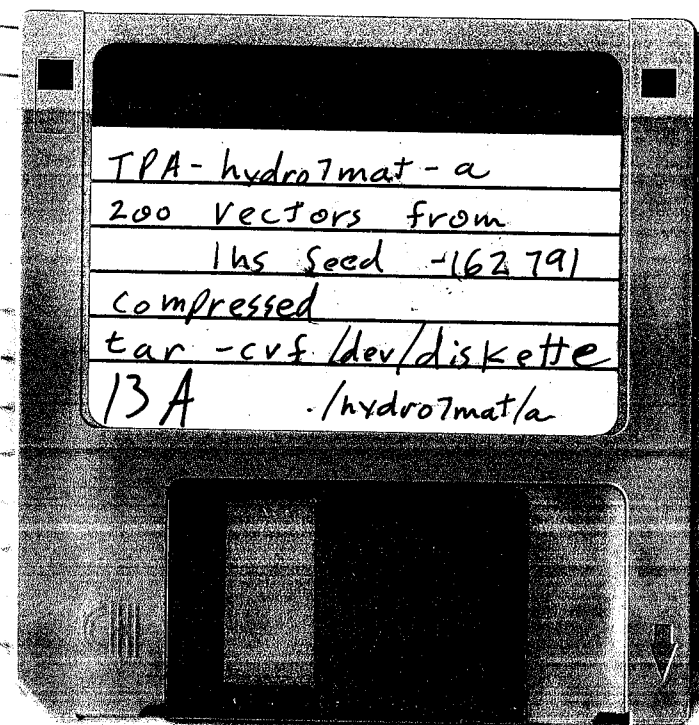 TPA-hydro7mat-a
200 Vectors from
lhs Seed -162791
compressed
tar -cvf /dev/diskette
13A ./hydro7mat/a